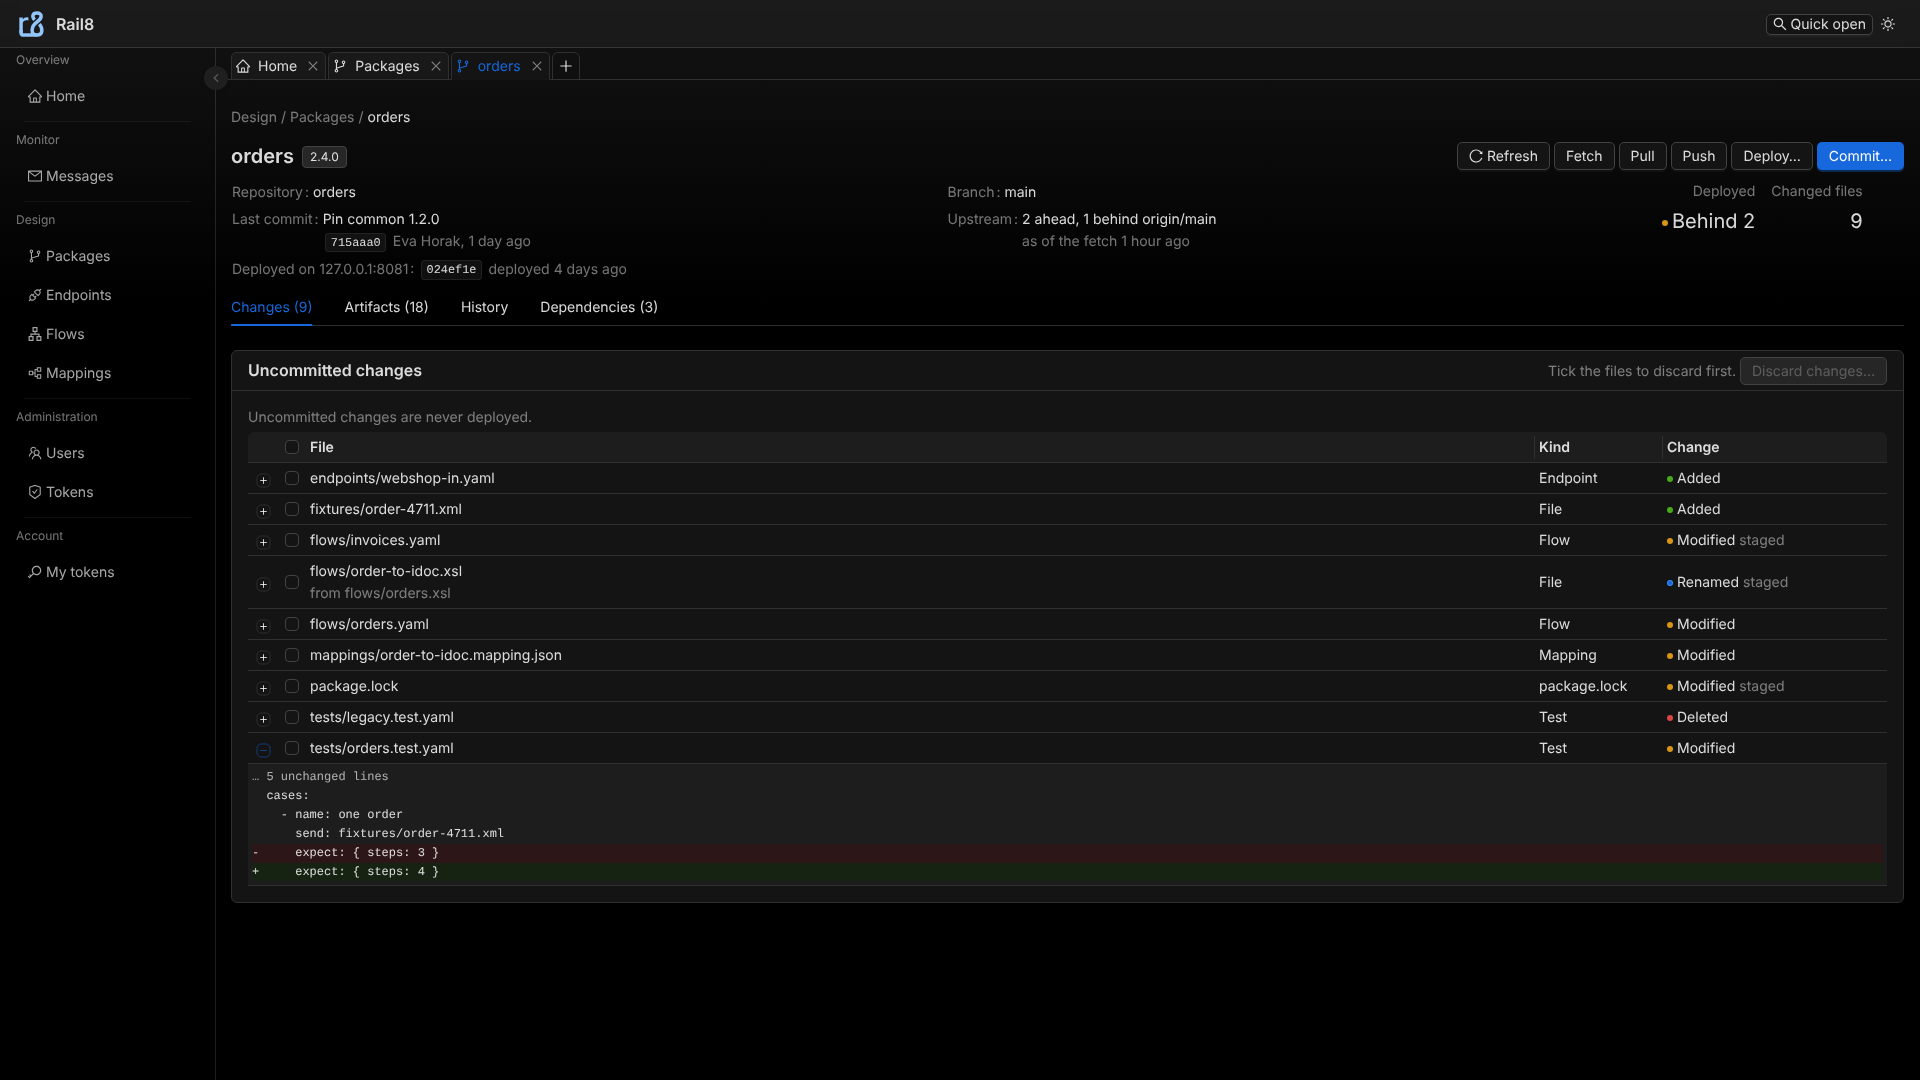 Rail8
Quick open
Overview
Home
Monitor
Messages
Design
Packages
Endpoints
Flows
Mappings
Administration
Users
Tokens
Account
My tokens
Home
Packages
orders
Design / Packages / orders
orders 2.4.0
Refresh Fetch Pull Push Deploy... Commit...
Repository: orders
Branch: main
Deployed Changed files
Last commit: Pin common 1.2.0
715aaa0 Eva Horak, 1 day ago
Upstream: 2 ahead, 1 behind origin/main
as of the fetch 1 hour ago
Behind 2 9
Deployed on 127.0.0.1:8081: 024ef1e deployed 4 days ago
Changes (9) Artifacts (18) History Dependencies (3)
Uncommitted changes
Tick the files to discard first. Discard changes...
Uncommitted changes are never deployed.
File Kind Change
endpoints/webshop-in.yaml Endpoint Added
fixtures/order-4711.xml File Added
flows/invoices.yaml Flow Modified staged
flows/order-to-idoc.xsl
from flows/orders.xsl
File Renamed staged
flows/orders.yaml Flow Modified
mappings/order-to-idoc.mapping.json Mapping Modified
package.lock package.lock Modified staged
tests/legacy.test.yaml Test Deleted
tests/orders.test.yaml Test Modified
… 5 unchanged lines
cases:
- name: one order
send: fixtures/order-4711.xml
- expect: { steps: 3 }
+ expect: { steps: 4 }